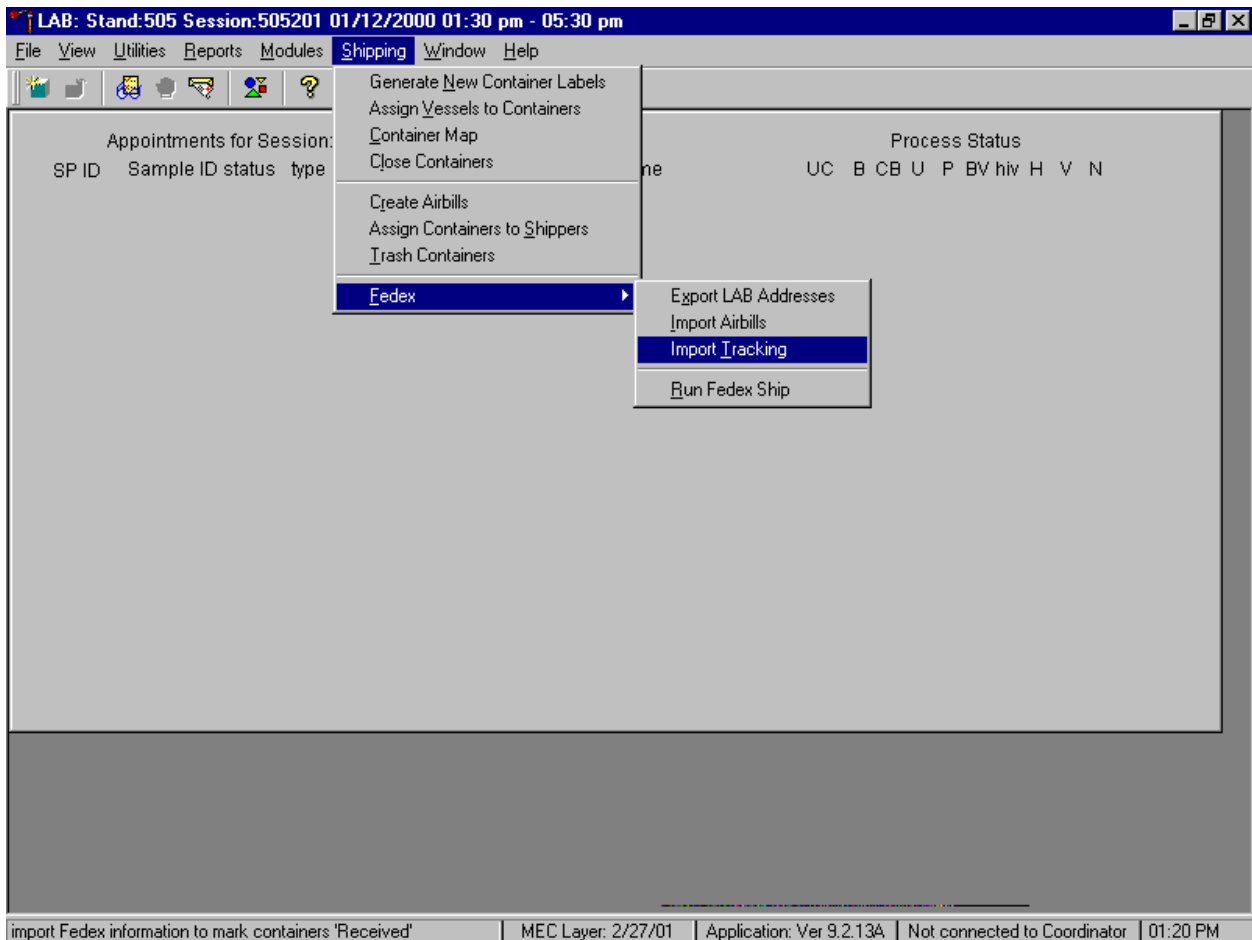 LAB: Stand:505 Session:505201 01/12/2000 01:30 pm - 05:30 pm
File View Utilities Reports Modules Shipping Window Help
Generate New Container Labels
Assign Vessels to Containers
Container Map
Close Containers
Create Airbills
Assign Containers to Shippers
Trash Containers
Fedex
Export LAB Addresses
Import Airbills
Import Tracking
Run Fedex Ship
Appointments for Session:
Process Status
SP ID Sample ID status type
UC B CB U P BV hiv H V N
import Fedex information to mark containers 'Received' MEC Layer: 2/27/01 Application: Ver 9.2.13A Not connected to Coordinator 01:20 PM